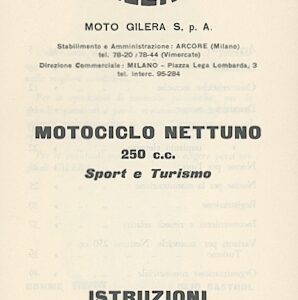 MOTO GILERA S. p. A.
Stabilimento e Amministrazione : ARCORE (Milano)
tel. 78-20 / 78-44 (Vimercate)
Direzione Commerciale : MILANO - Piazza Lega Lombarda, 3
tel. interc. 95-284
MOTOCICLO NETTUNO
250 c.c.
Sport e Turismo
ISTRUZIONI